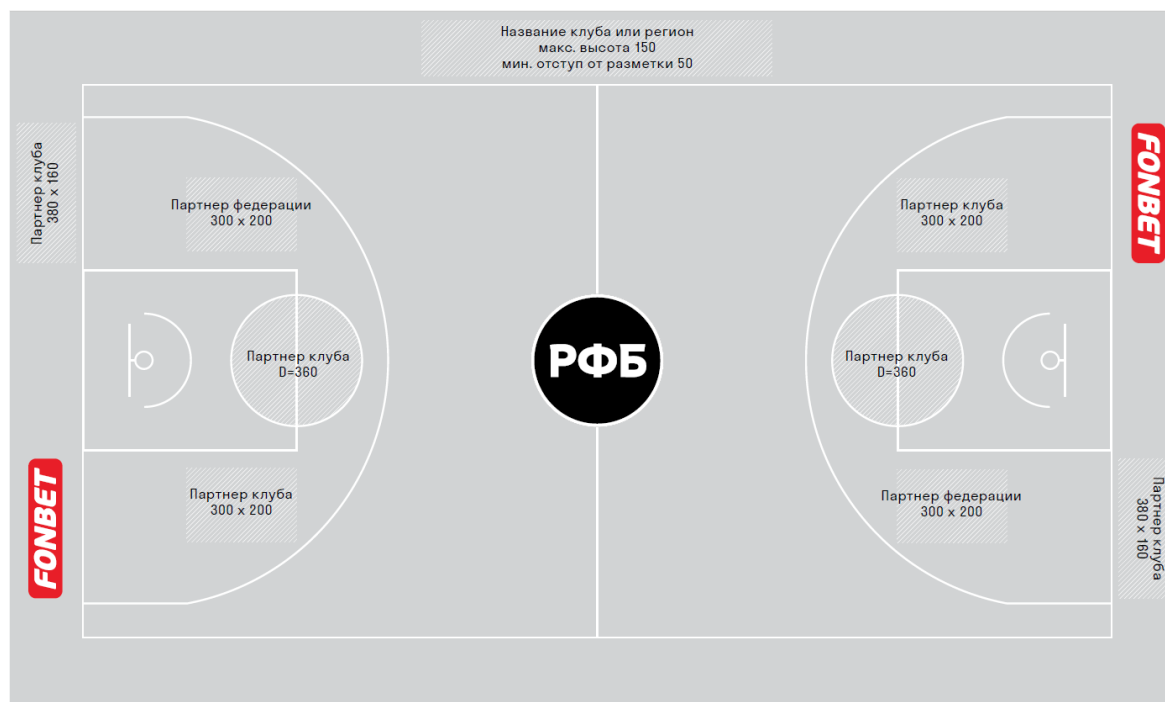 Название клуба или регион
макс. высота 150
мин. отступ от разметки 50
Партнер клуба
380 x 160
FONBET
Партнер федерации
300 x 200
Партнер клуба
300 x 200
Партнер клуба
D=360
РФБ
Партнер клуба
D=360
FONBET
Партнер клуба
300 x 200
Партнер федерации
300 x 200
Партнер клуба
380 x 160